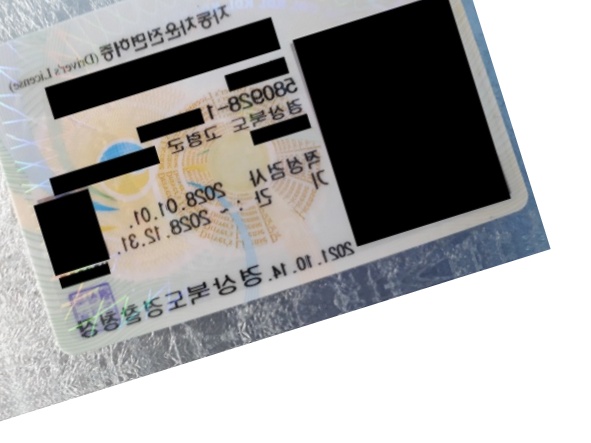 자동차운전면허증 (Driver's License)
580928-1
경상북도 고령군
적성검사
기 간 : 2028. 01. 01.
~ 2028. 12. 31.
2021. 10. 14.
경상북도경찰청장